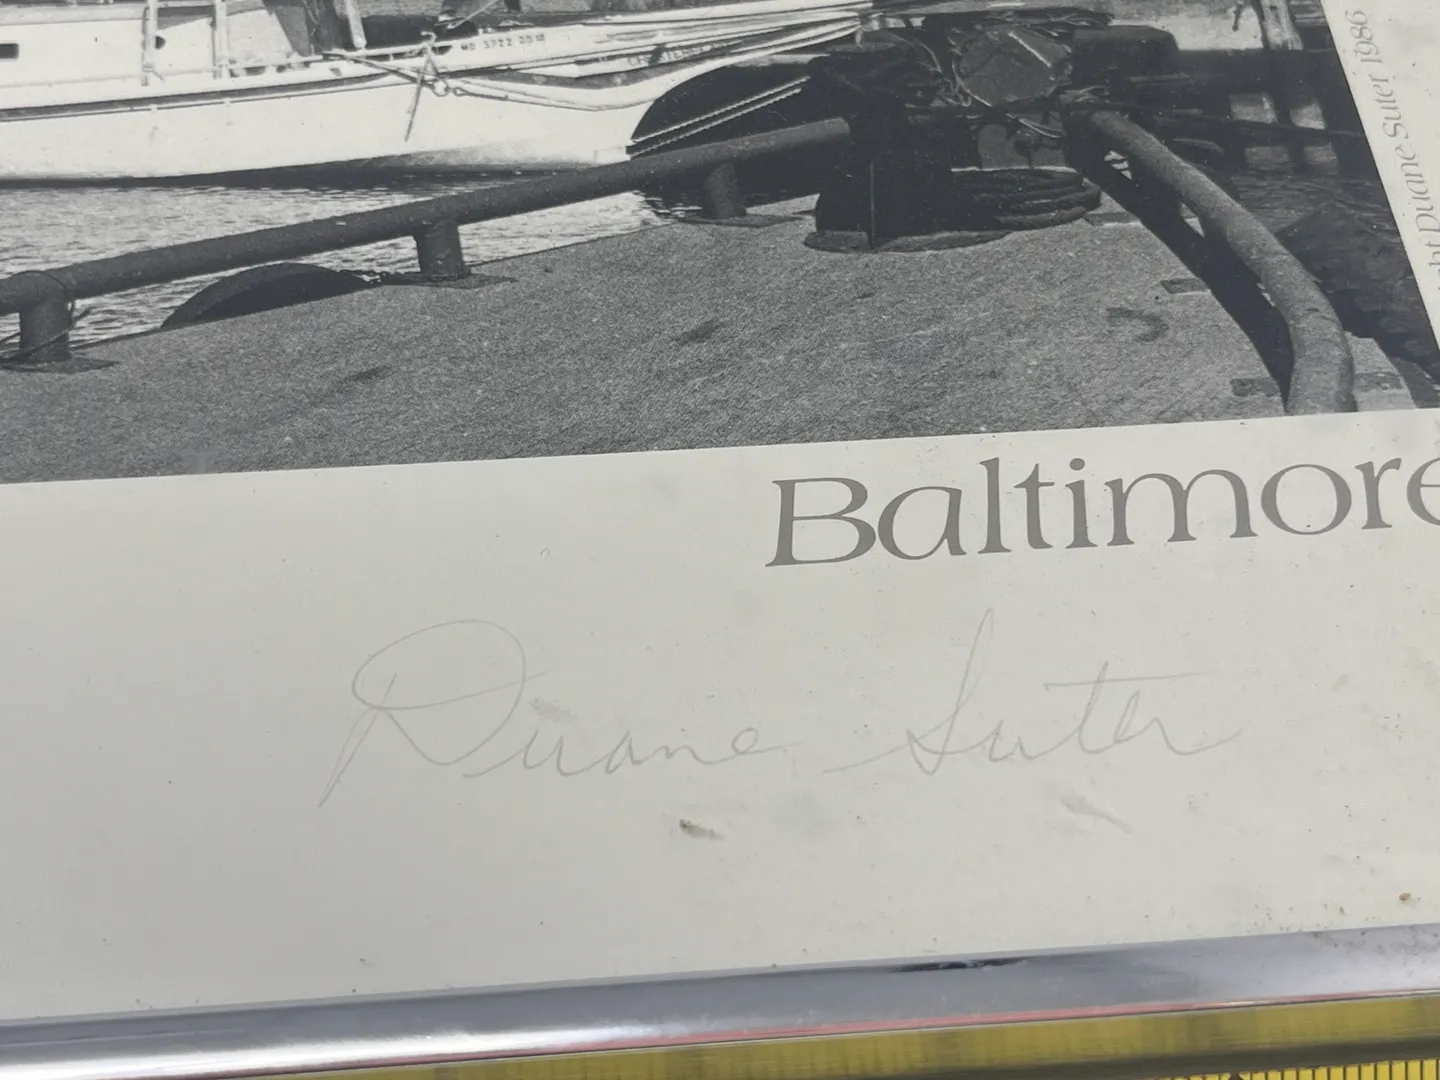 Duane Suter 1986
Baltimore
Duane Suter